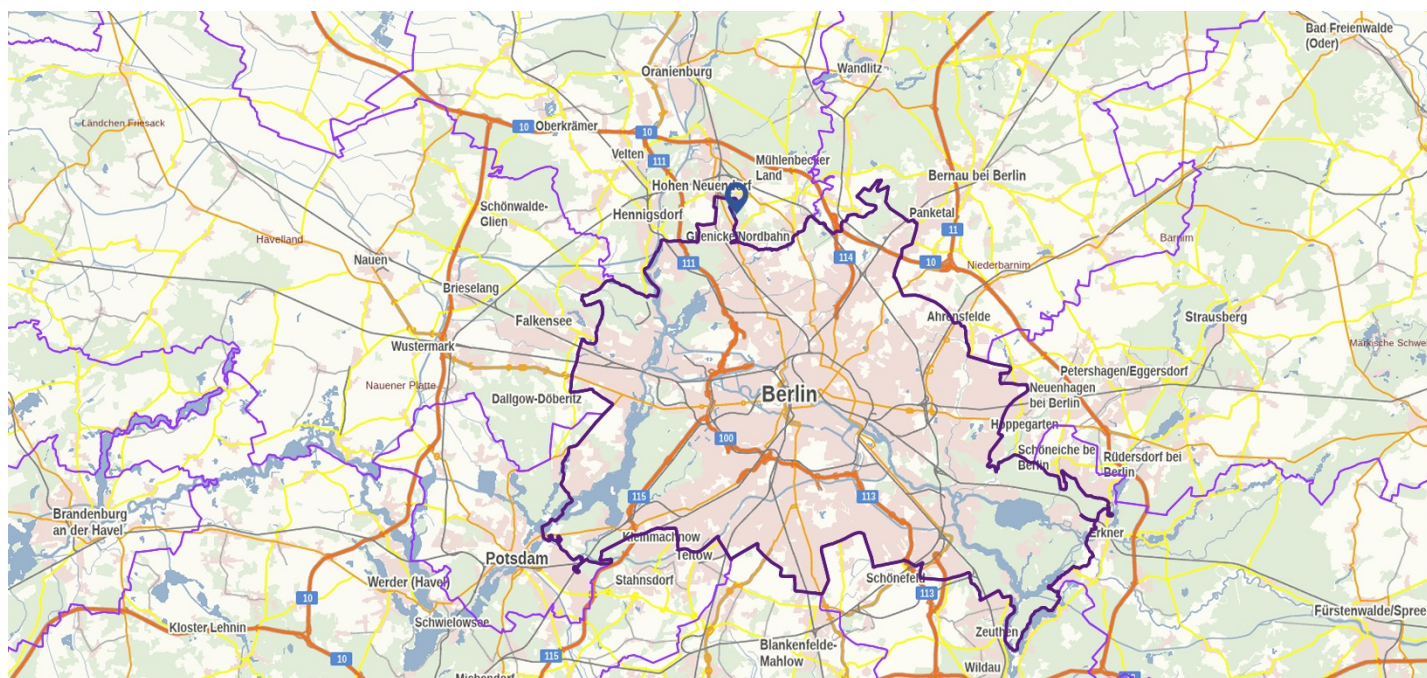 Bad Freienwalde
(Oder)
Wandlitz
Oranienburg
Ländchen Friesack
10
Oberkrämer
10
Velten
111
Mühlenbecker
Land
Bernau bei Berlin
Hohen Neuendorf
Schönwalde-
Glien
Hennigsdorf
Panketal
11
Glienicke/Nordbahn
Havelland
Barnim
Nauen
111
114
10
Niederbarnim
Brieselang
Falkensee
Ahrensfelde
Strausberg
Wustermark
Märkische Schwe
Nauener Platte
Petershagen/Eggersdorf
Dallgow-Döberitz
Berlin
Neuenhagen
bei Berlin
Hoppegarten
100
Schöneiche be
Berlin
Rüdersdorf bei
Berlin
115
113
Brandenburg
an der Havel
Kleinmachnow
Erkner
Potsdam
Teltow
Werder (Havel)
Stahnsdorf
Schönefeld
10
113
Fürstenwalde/Spree
Schwielowsee
Kloster Lehnin
Zeuthen
10
115
Blankenfelde-
Mahlow
Wildau
Michendorf
10